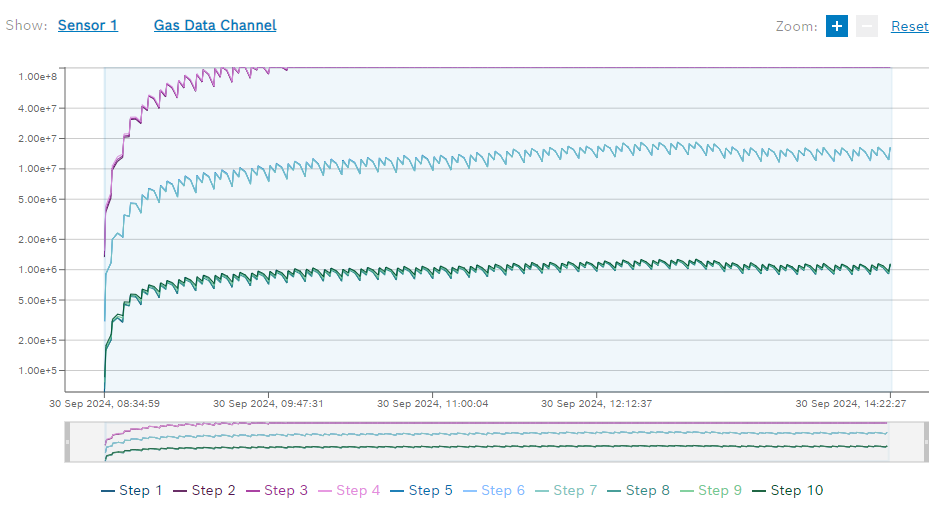 Show: Sensor 1 Gas Data Channel Zoom: + − Reset
1.00e+8
4.00e+7
2.00e+7
1.00e+7
5.00e+6
2.00e+6
1.00e+6
5.00e+5
2.00e+5
1.00e+5
30 Sep 2024, 08:34:59 30 Sep 2024, 09:47:31 30 Sep 2024, 11:00:04 30 Sep 2024, 12:12:37 30 Sep 2024, 14:22:27
Step 1 Step 2 Step 3 Step 4 Step 5 Step 6 Step 7 Step 8 Step 9 Step 10